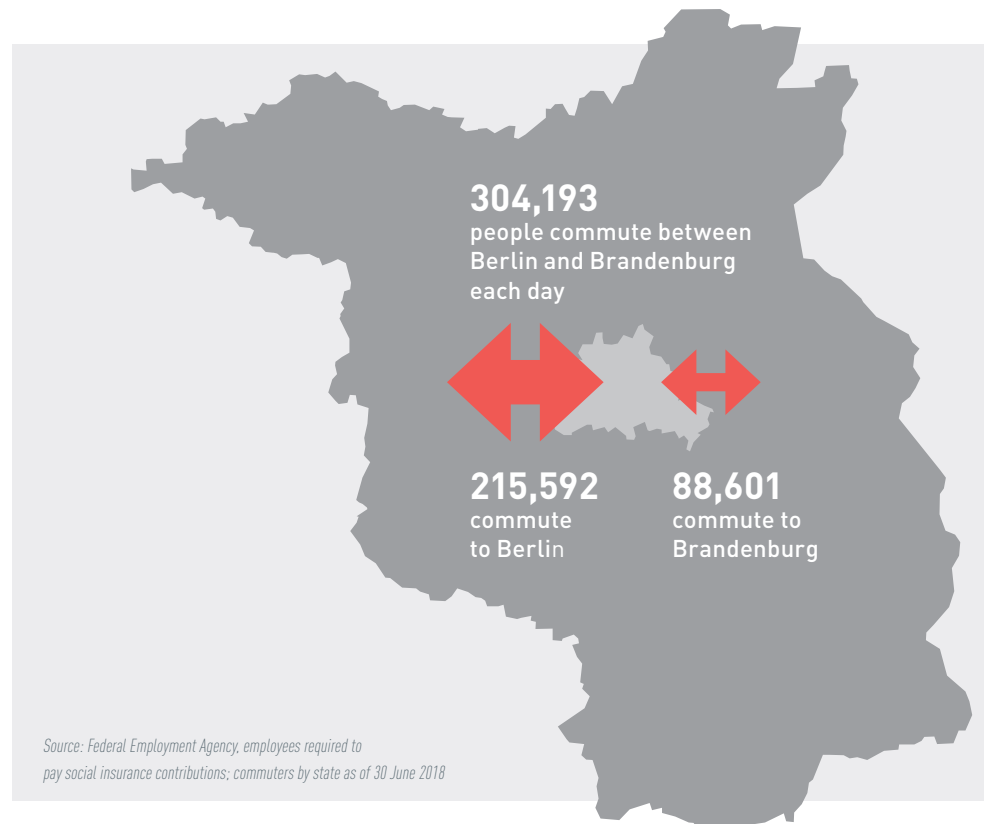 304,193
people commute between
Berlin and Brandenburg
each day
215,592
commute
to Berlin
88,601
commute to
Brandenburg
Source: Federal Employment Agency, employees required to
pay social insurance contributions; commuters by state as of 30 June 2018